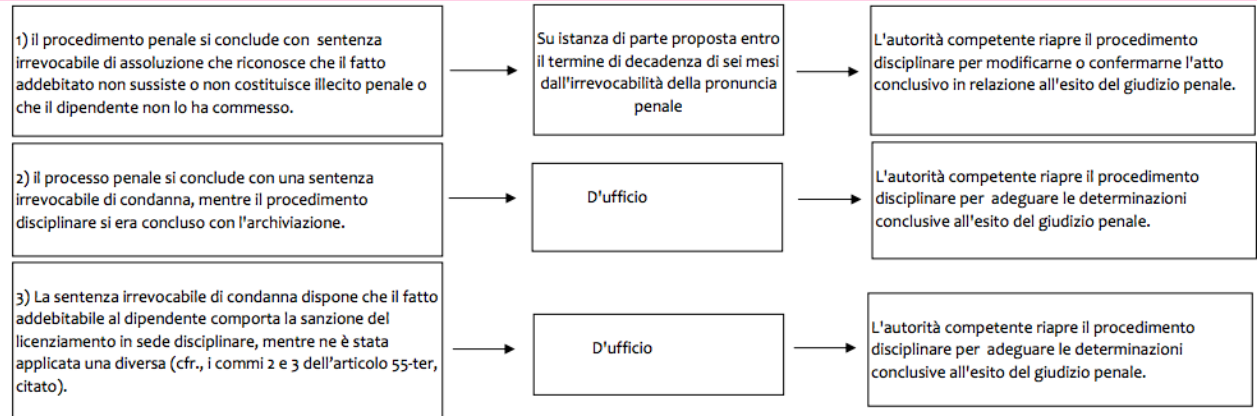 1) il procedimento penale si conclude con sentenza
irrevocabile di assoluzione che riconosce che il fatto
addebitato non sussiste o non costituisce illecito penale o
che il dipendente non lo ha commesso.
Su istanza di parte proposta entro
il termine di decadenza di sei mesi
dall'irrevocabilità della pronuncia
penale
L'autorità competente riapre il procedimento
disciplinare per modificarne o confermarne l'atto
conclusivo in relazione all'esito del giudizio penale.
2) il processo penale si conclude con una sentenza
irrevocabile di condanna, mentre il procedimento
disciplinare si era concluso con l'archiviazione.
D'ufficio
L'autorità competente riapre il procedimento
disciplinare per adeguare le determinazioni
conclusive all'esito del giudizio penale.
3) La sentenza irrevocabile di condanna dispone che il fatto
addebitabile al dipendente comporta la sanzione del
licenziamento in sede disciplinare, mentre ne è stata
applicata una diversa (cfr., i commi 2 e 3 dell'articolo 55-ter,
citato).
D'ufficio
L'autorità competente riapre il procedimento
disciplinare per adeguare le determinazioni
conclusive all'esito del giudizio penale.